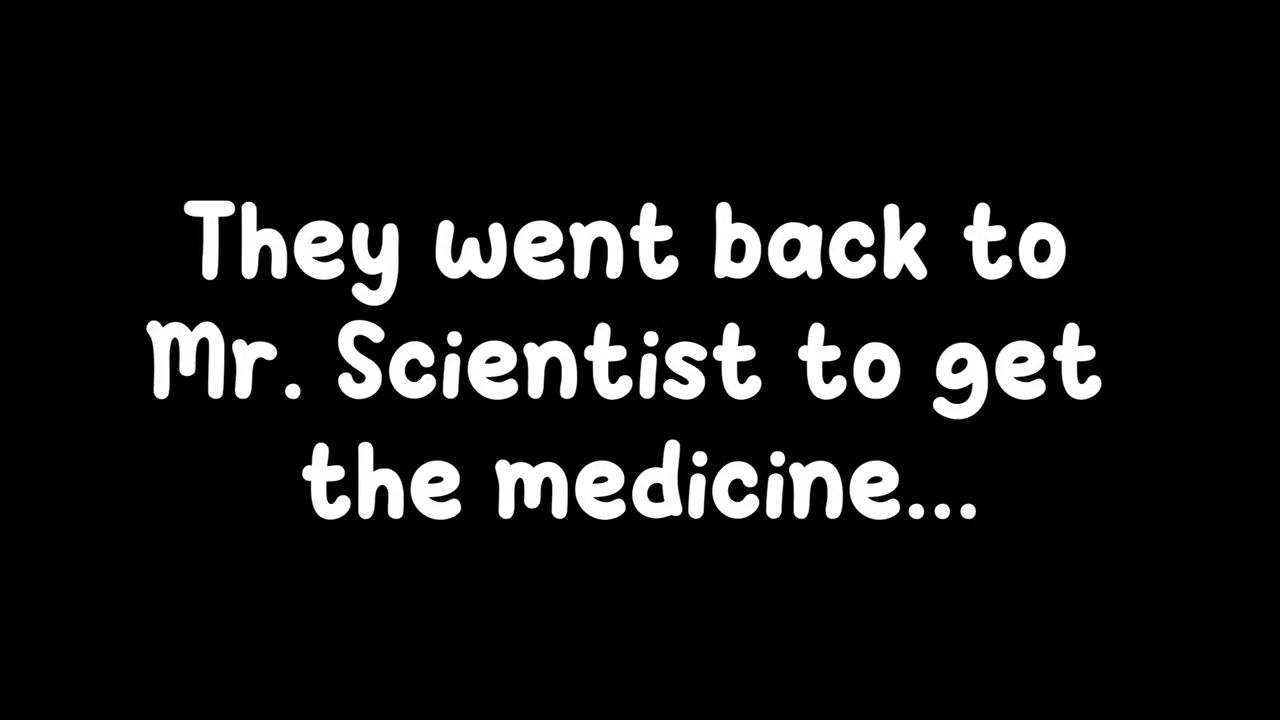 They went back to
Mr. Scientist to get
the medicine...